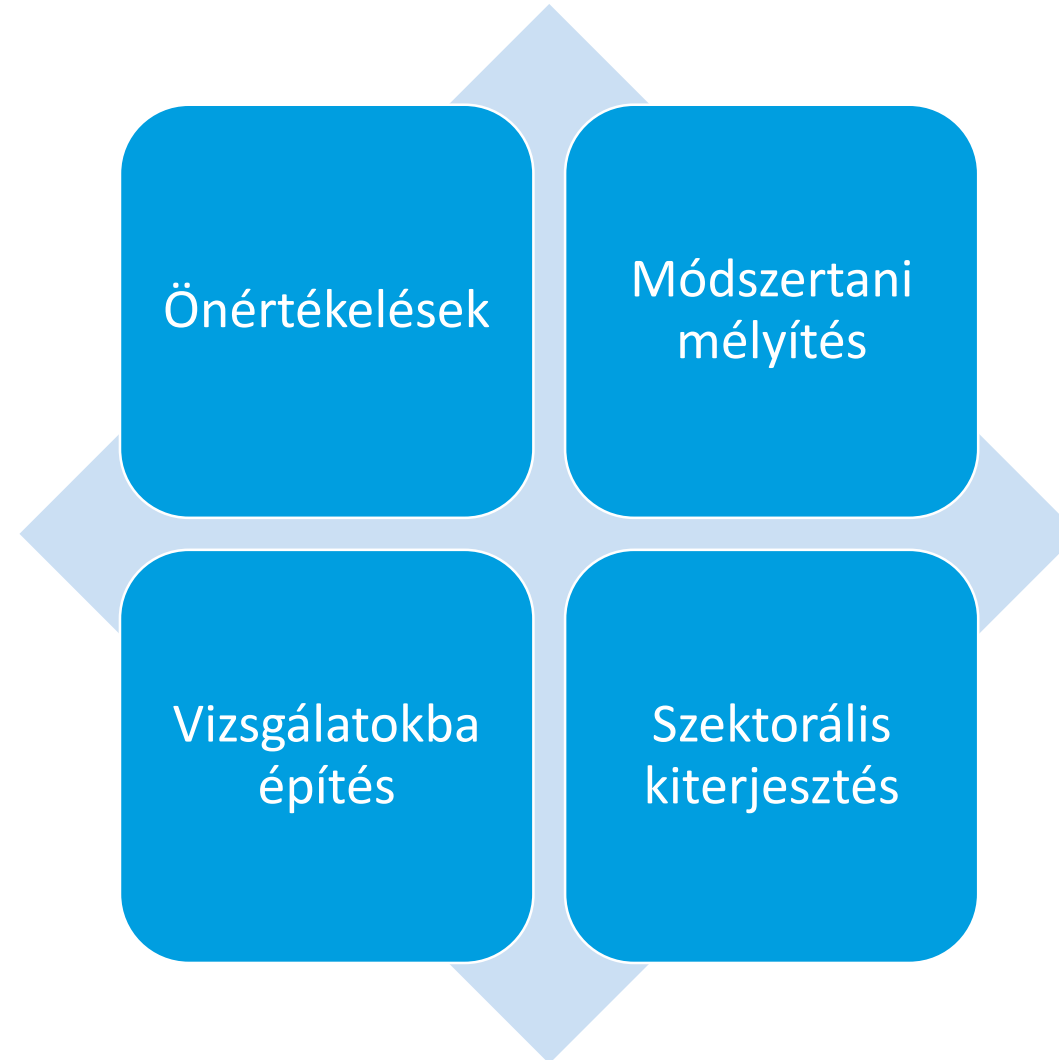 Önértékelések
Módszertani
mélyítés
Vizsgálatokba
építés
Szektorális
kiterjesztés